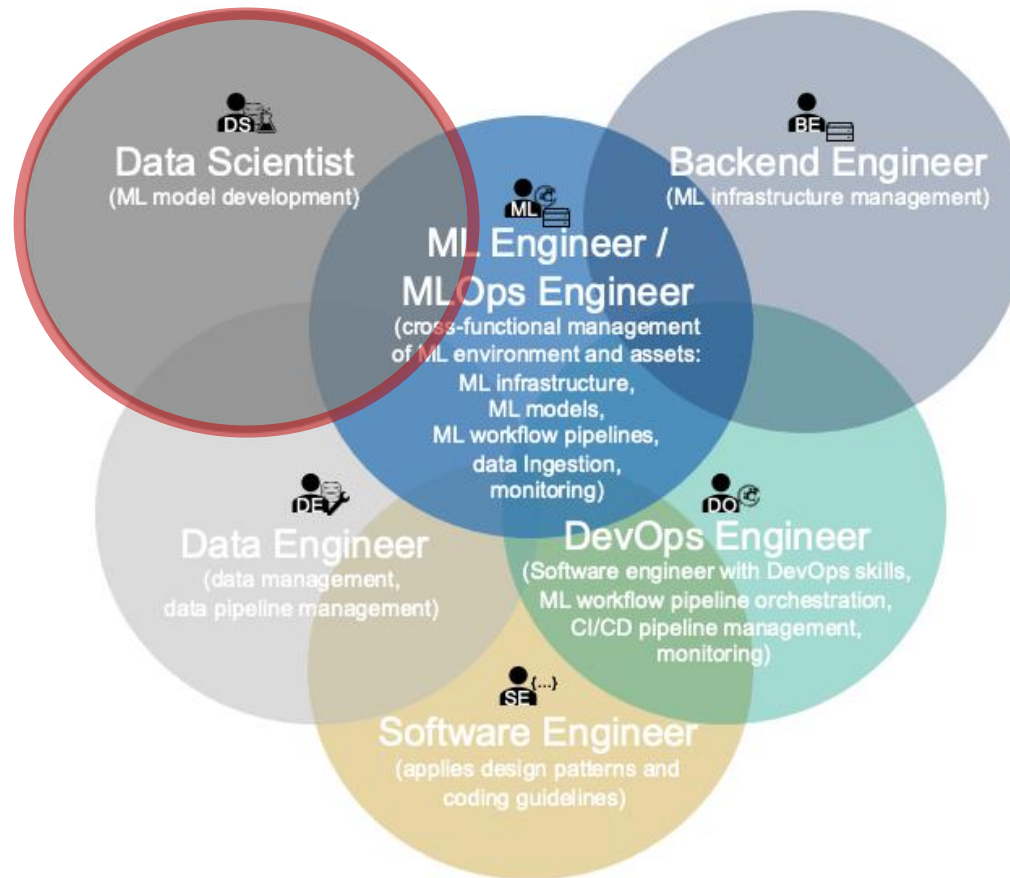 DS
Data Scientist
(ML model development)
BE
Backend Engineer
(ML infrastructure management)
ML
ML Engineer /
MLOps Engineer
(cross-functional management
of ML environment and assets:
ML infrastructure,
ML models,
ML workflow pipelines,
data Ingestion,
monitoring)
DE
Data Engineer
(data management,
data pipeline management)
DO
DevOps Engineer
(Software engineer with DevOps skills,
ML workflow pipeline orchestration,
CI/CD pipeline management,
monitoring)
SE {...}
Software Engineer
(applies design patterns and
coding guidelines)